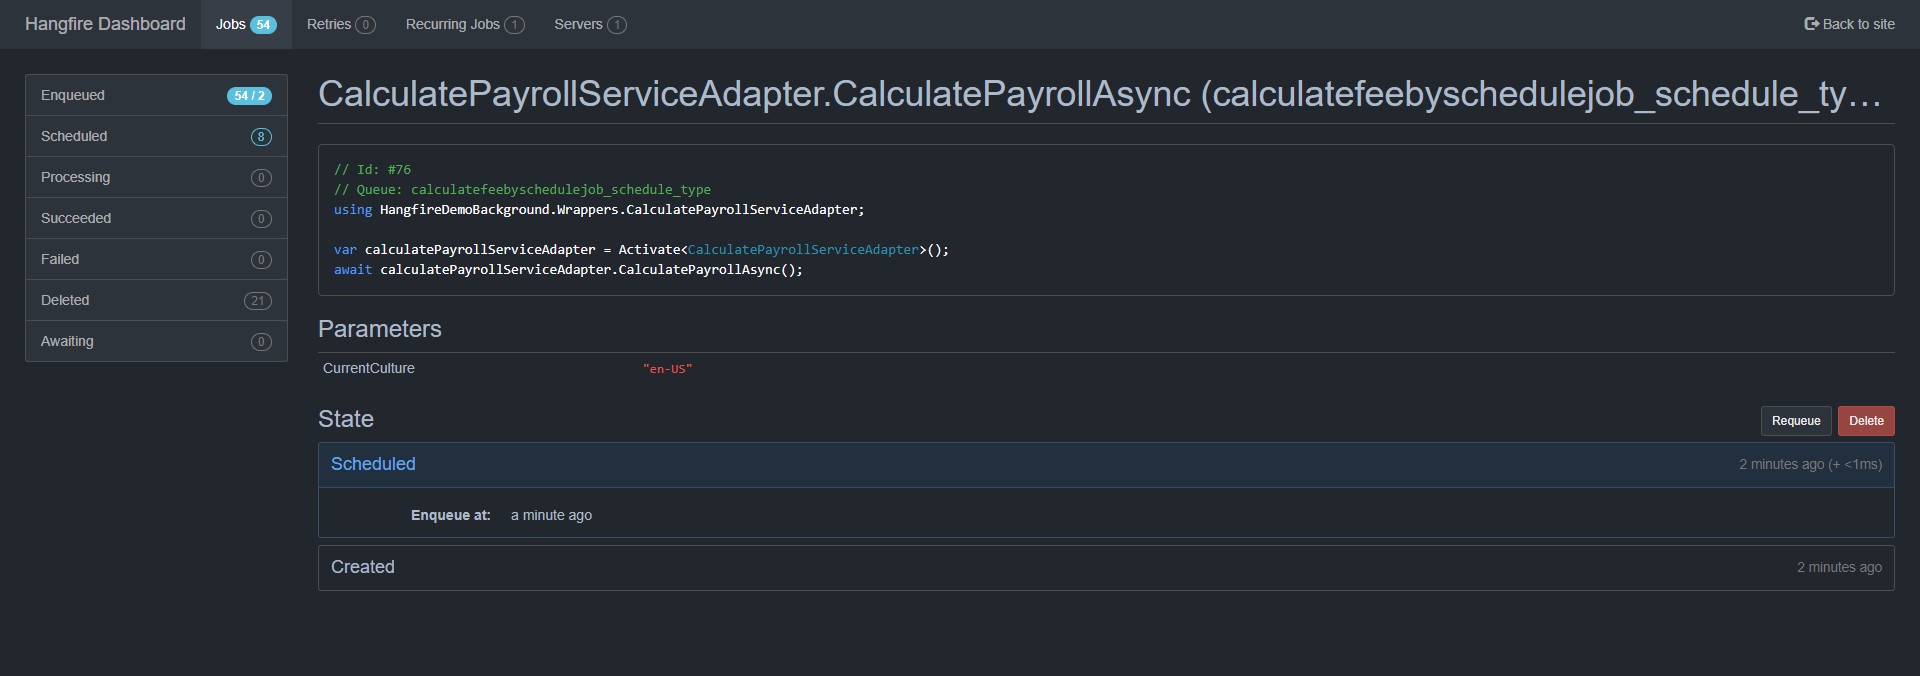 Hangfire Dashboard Jobs 54 Retries 0 Recurring Jobs 1 Servers 1 Back to site
Enqueued 54 / 2
Scheduled 8
Processing 0
Succeeded 0
Failed 0
Deleted 21
Awaiting 0
CalculatePayrollServiceAdapter.CalculatePayrollAsync (calculatefeebyschedulejob_schedule_ty…
// Id: #76
// Queue: calculatefeebyschedulejob_schedule_type
using HangfireDemoBackground.Wrappers.CalculatePayrollServiceAdapter;
var calculatePayrollServiceAdapter = Activate<CalculatePayrollServiceAdapter>();
await calculatePayrollServiceAdapter.CalculatePayrollAsync();
Parameters
CurrentCulture "en-US"
State Requeue Delete
Scheduled 2 minutes ago (+ <1ms)
Enqueue at: a minute ago
Created 2 minutes ago